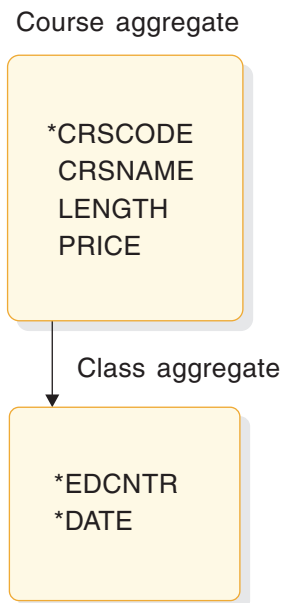 Course aggregate
*CRSCODE
CRSNAME
LENGTH
PRICE
Class aggregate
*EDCNTR
*DATE